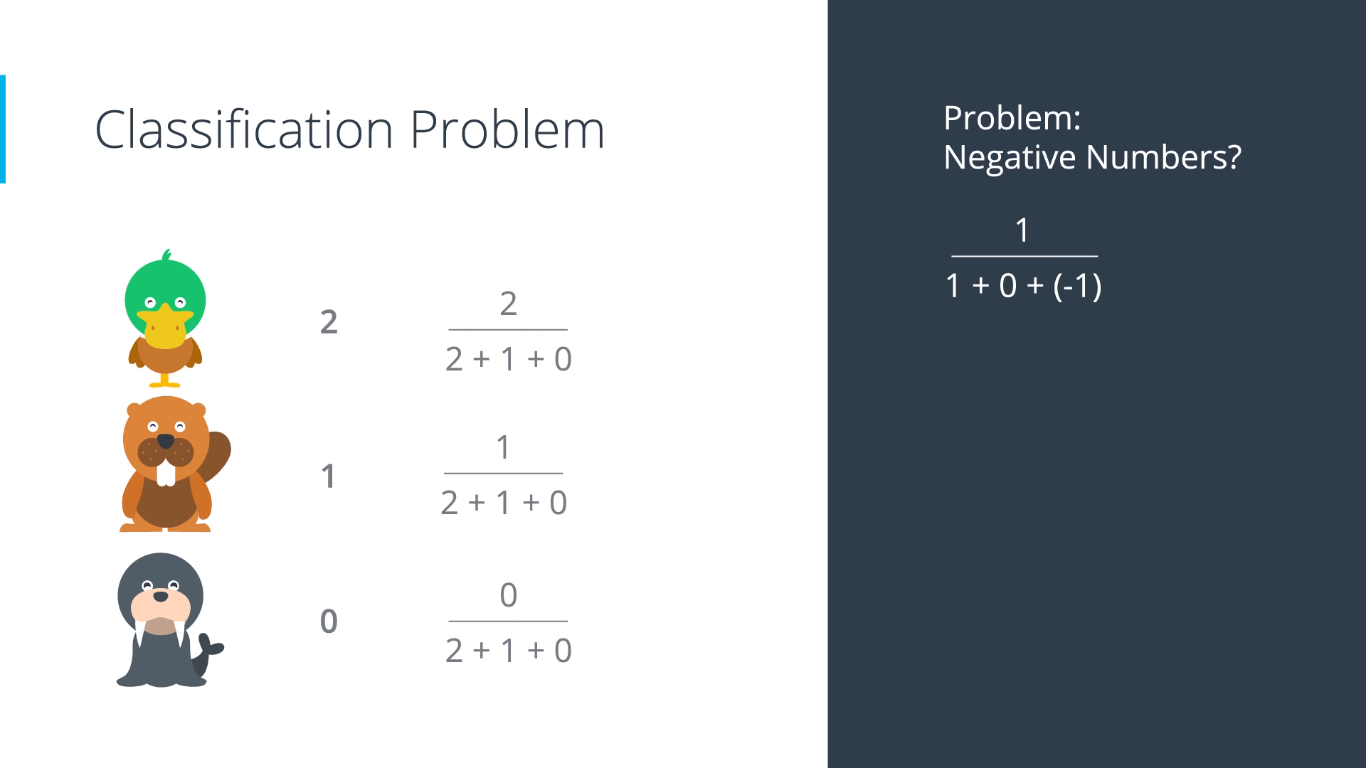 Classification Problem
Problem:
Negative Numbers?
1
1 + 0 + (-1)
2
2
2 + 1 + 0
1
1
2 + 1 + 0
0
0
2 + 1 + 0